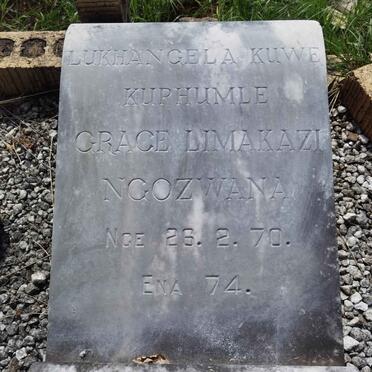 LUKHANGELA KUWE
KUPHUMLE
GRACE LIMAKAZI
NGOZWANA
NGE 26. 2. 70.
ENA 74.